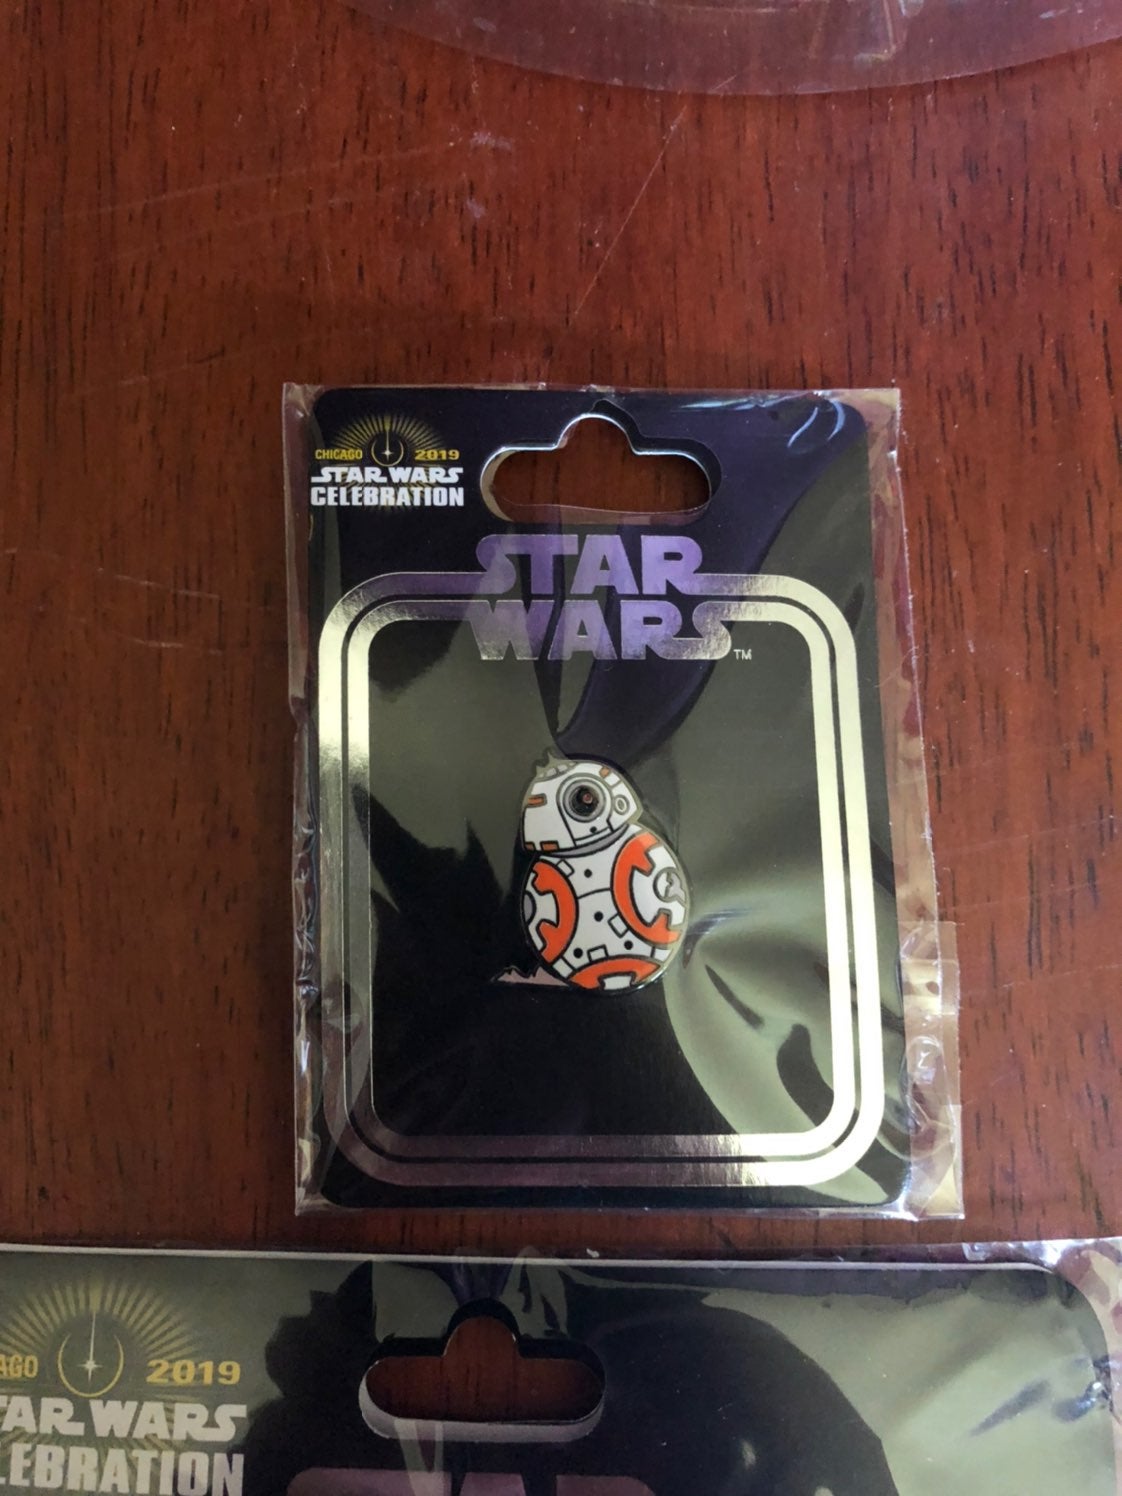 CHICAGO 2019
STAR WARS
CELEBRATION
STAR
WARS TM
AGO 2019
TAR WARS
LEBRATION